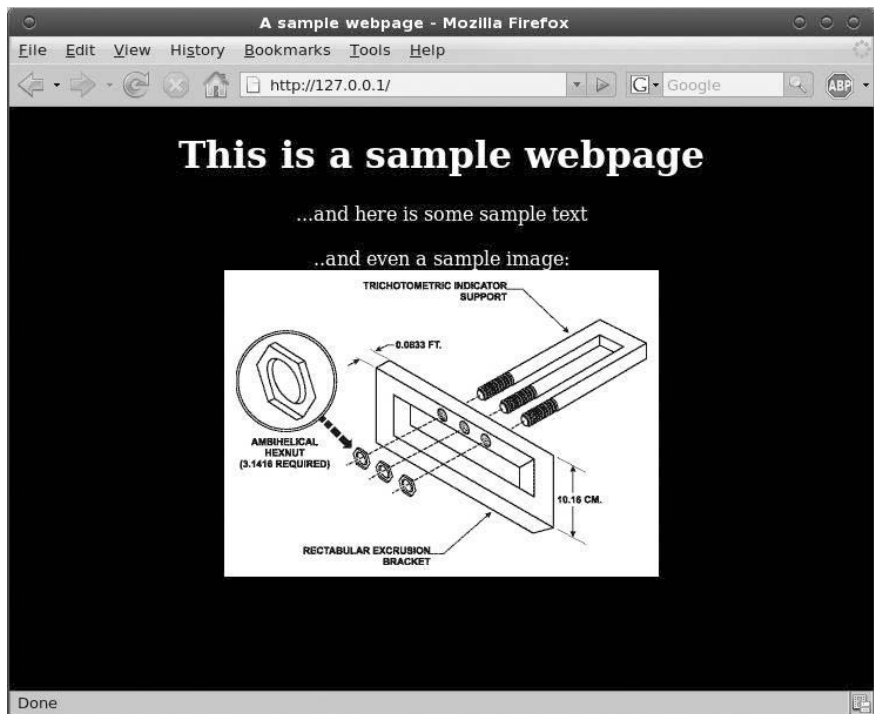 A sample webpage - Mozilla Firefox
File Edit View History Bookmarks Tools Help
http://127.0.0.1/
G Google
ABP
This is a sample webpage
...and here is some sample text
..and even a sample image:
TRICHOTOMETRIC INDICATOR
SUPPORT
0.0833 FT.
AMBIHELICAL
HEXNUT
(3.1416 REQUIRED)
10.16 CM.
RECTABULAR EXCRUSION
BRACKET
Done